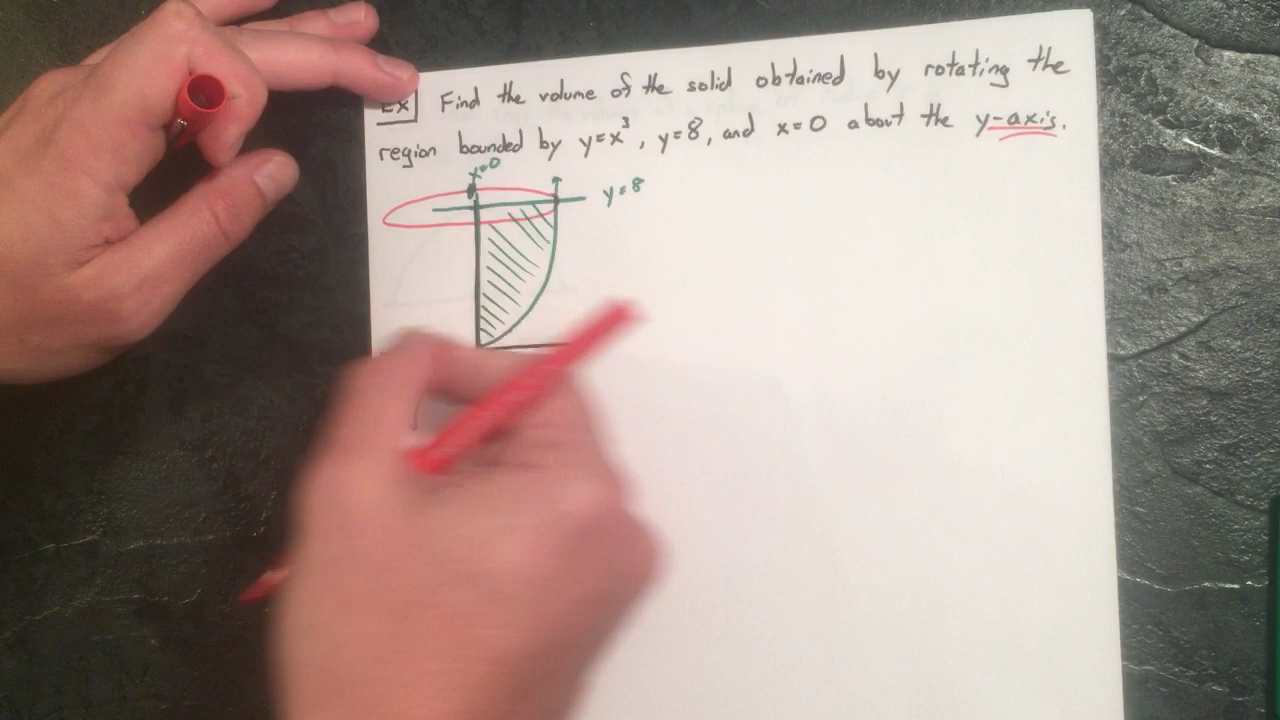 Ex Find the volume of the solid obtained by rotating the
region bounded by y=x³, y=8, and x=0 about the y-axis.
x=0
y=8